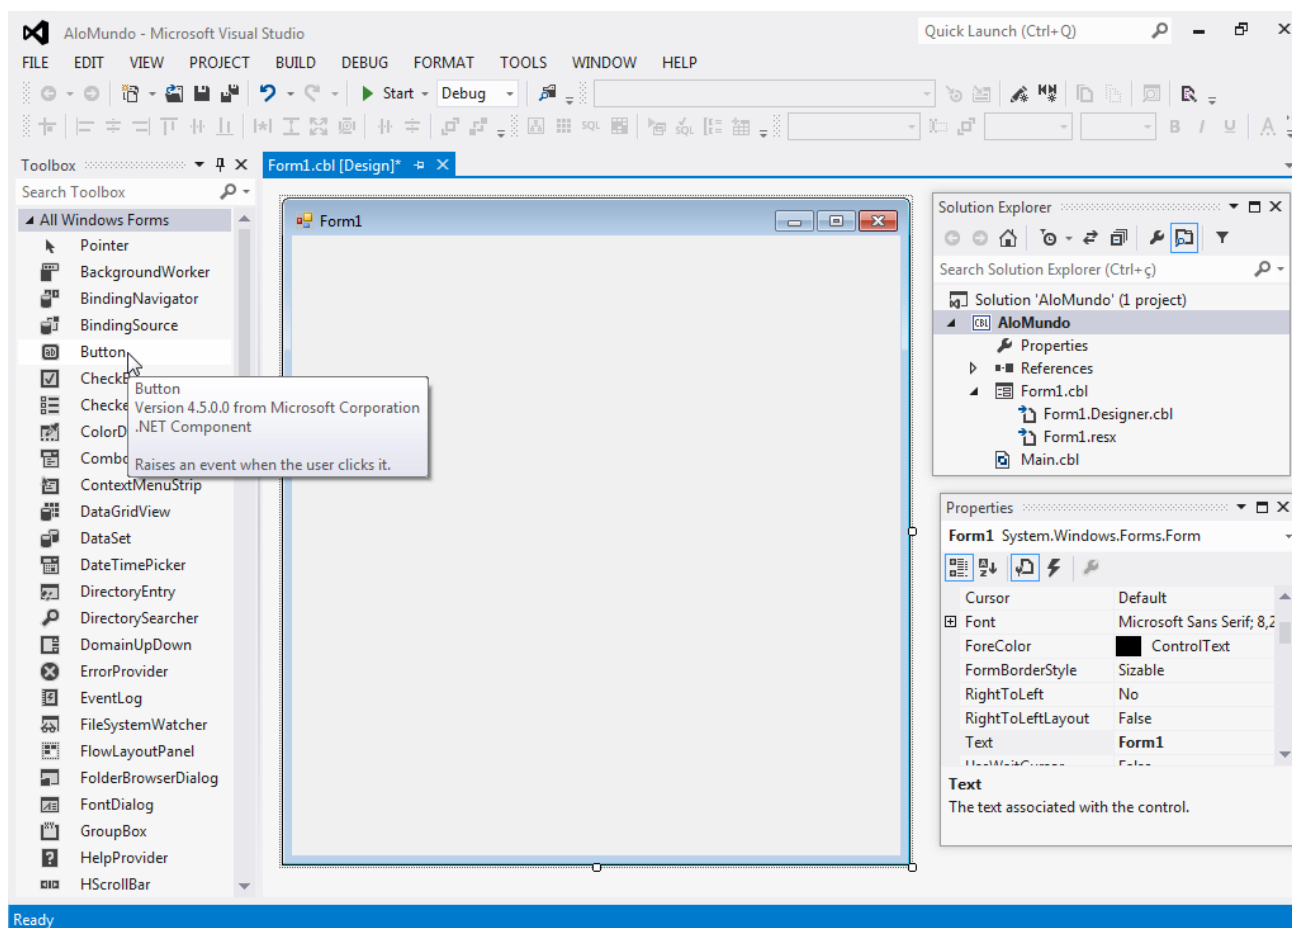 AloMundo - Microsoft Visual Studio
Quick Launch (Ctrl+Q)
FILE EDIT VIEW PROJECT BUILD DEBUG FORMAT TOOLS WINDOW HELP
Start Debug
SQL
B I U A
Toolbox
Form1.cbl [Design]*
Search Toolbox
All Windows Forms
Pointer
BackgroundWorker
BindingNavigator
BindingSource
Button
CheckB
Checke
ColorD
Combo
ContextMenuStrip
DataGridView
DataSet
DateTimePicker
DirectoryEntry
DirectorySearcher
DomainUpDown
ErrorProvider
EventLog
FileSystemWatcher
FlowLayoutPanel
FolderBrowserDialog
FontDialog
GroupBox
HelpProvider
HScrollBar
Button
Version 4.5.0.0 from Microsoft Corporation
.NET Component
Raises an event when the user clicks it.
Form1
Solution Explorer
Search Solution Explorer (Ctrl+ç)
Solution 'AloMundo' (1 project)
CBL AloMundo
Properties
References
Form1.cbl
Form1.Designer.cbl
Form1.resx
Main.cbl
Properties
Form1 System.Windows.Forms.Form
Cursor Default
Font Microsoft Sans Serif; 8,2
ForeColor ControlText
FormBorderStyle Sizable
RightToLeft No
RightToLeftLayout False
Text Form1
Text
The text associated with the control.
Ready